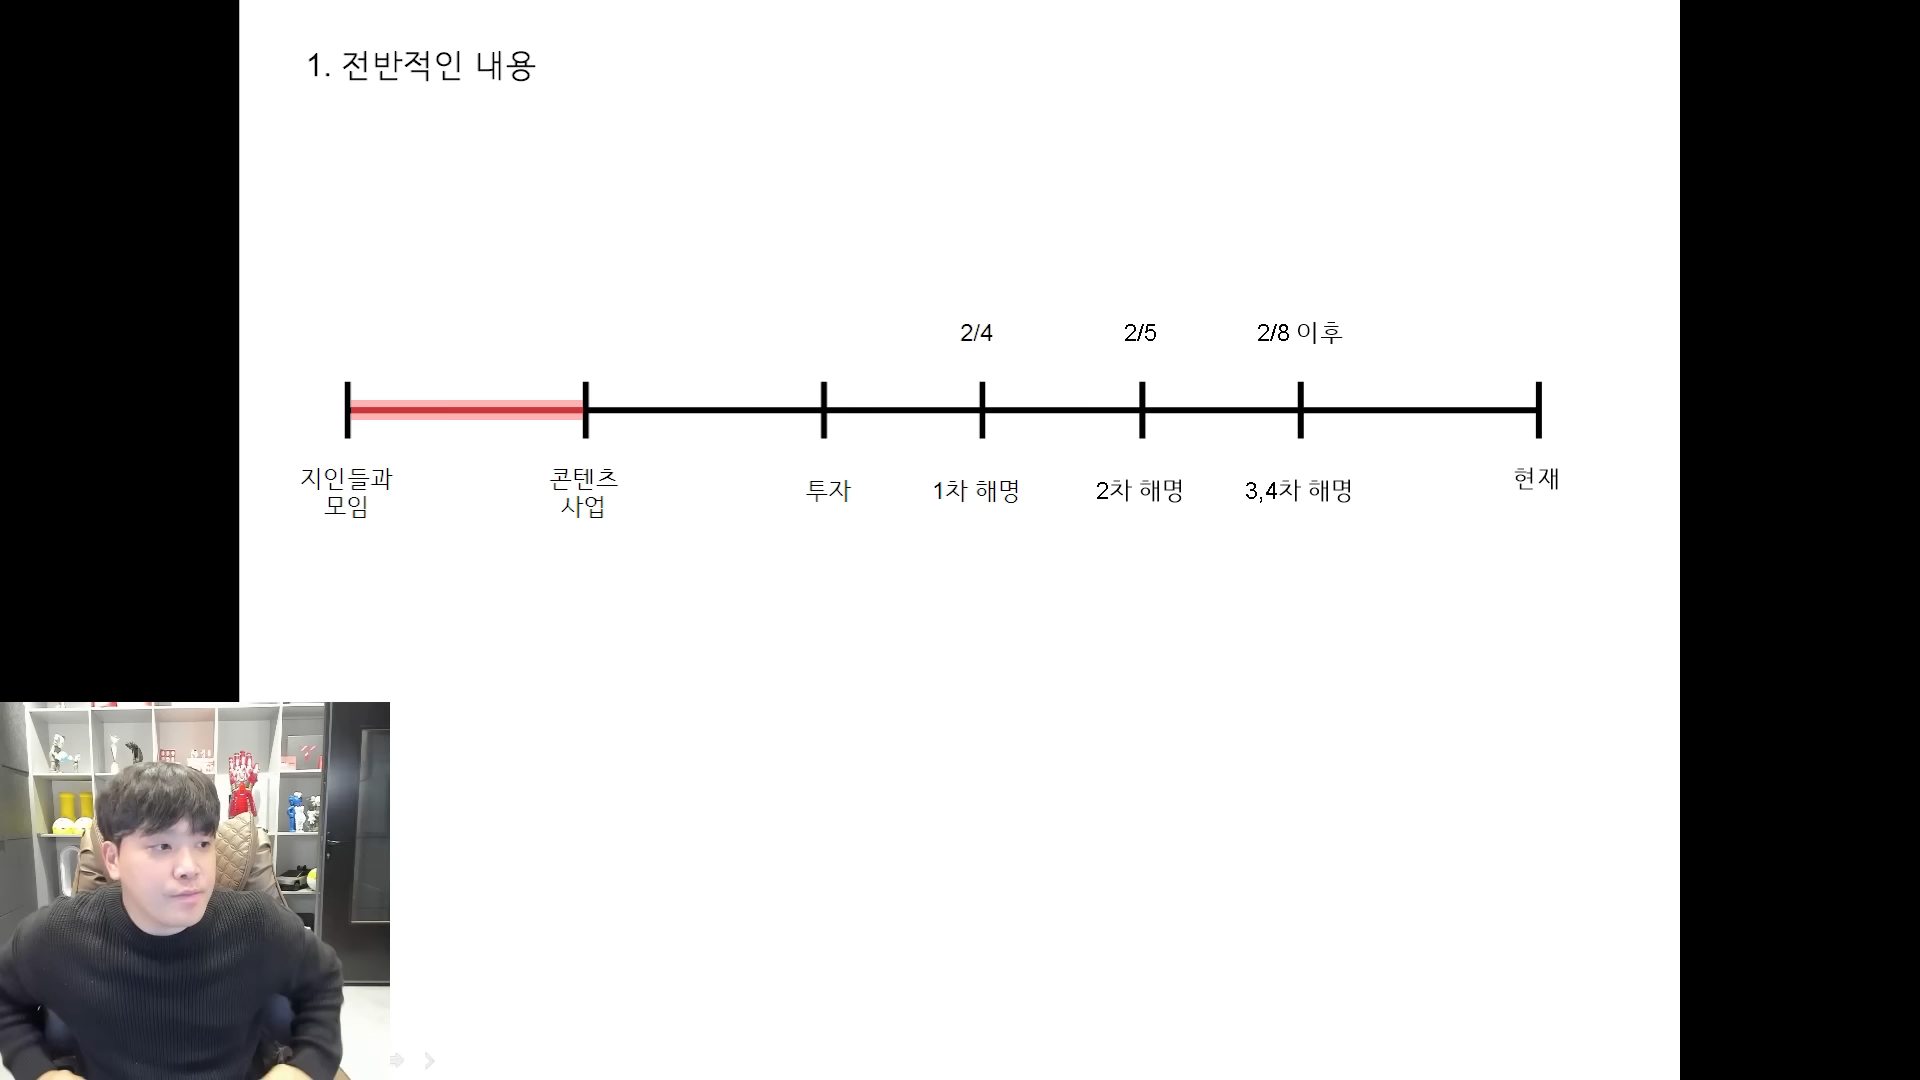 1. 전반적인 내용
2/4
2/5
2/8 이후
지인들과
모임
콘텐츠
사업
투자
1차 해명
2차 해명
3,4차 해명
현재